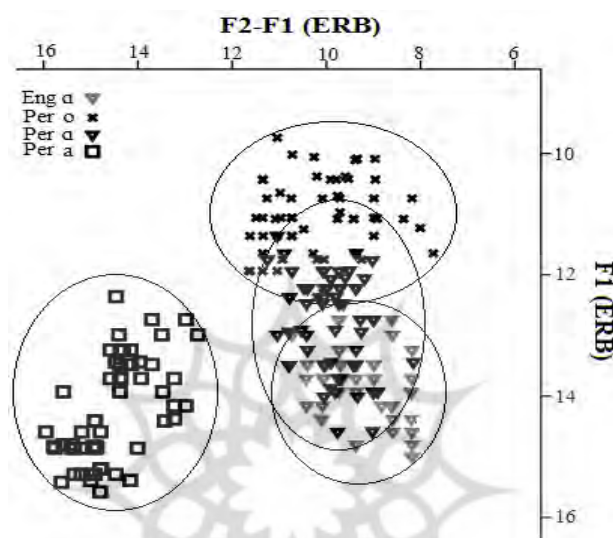 F2-F1 (ERB)
16 14 12 10 8 6
Eng ɑ
Per o
Per ɑ
Per a
10
12
14
16
F1 (ERB)